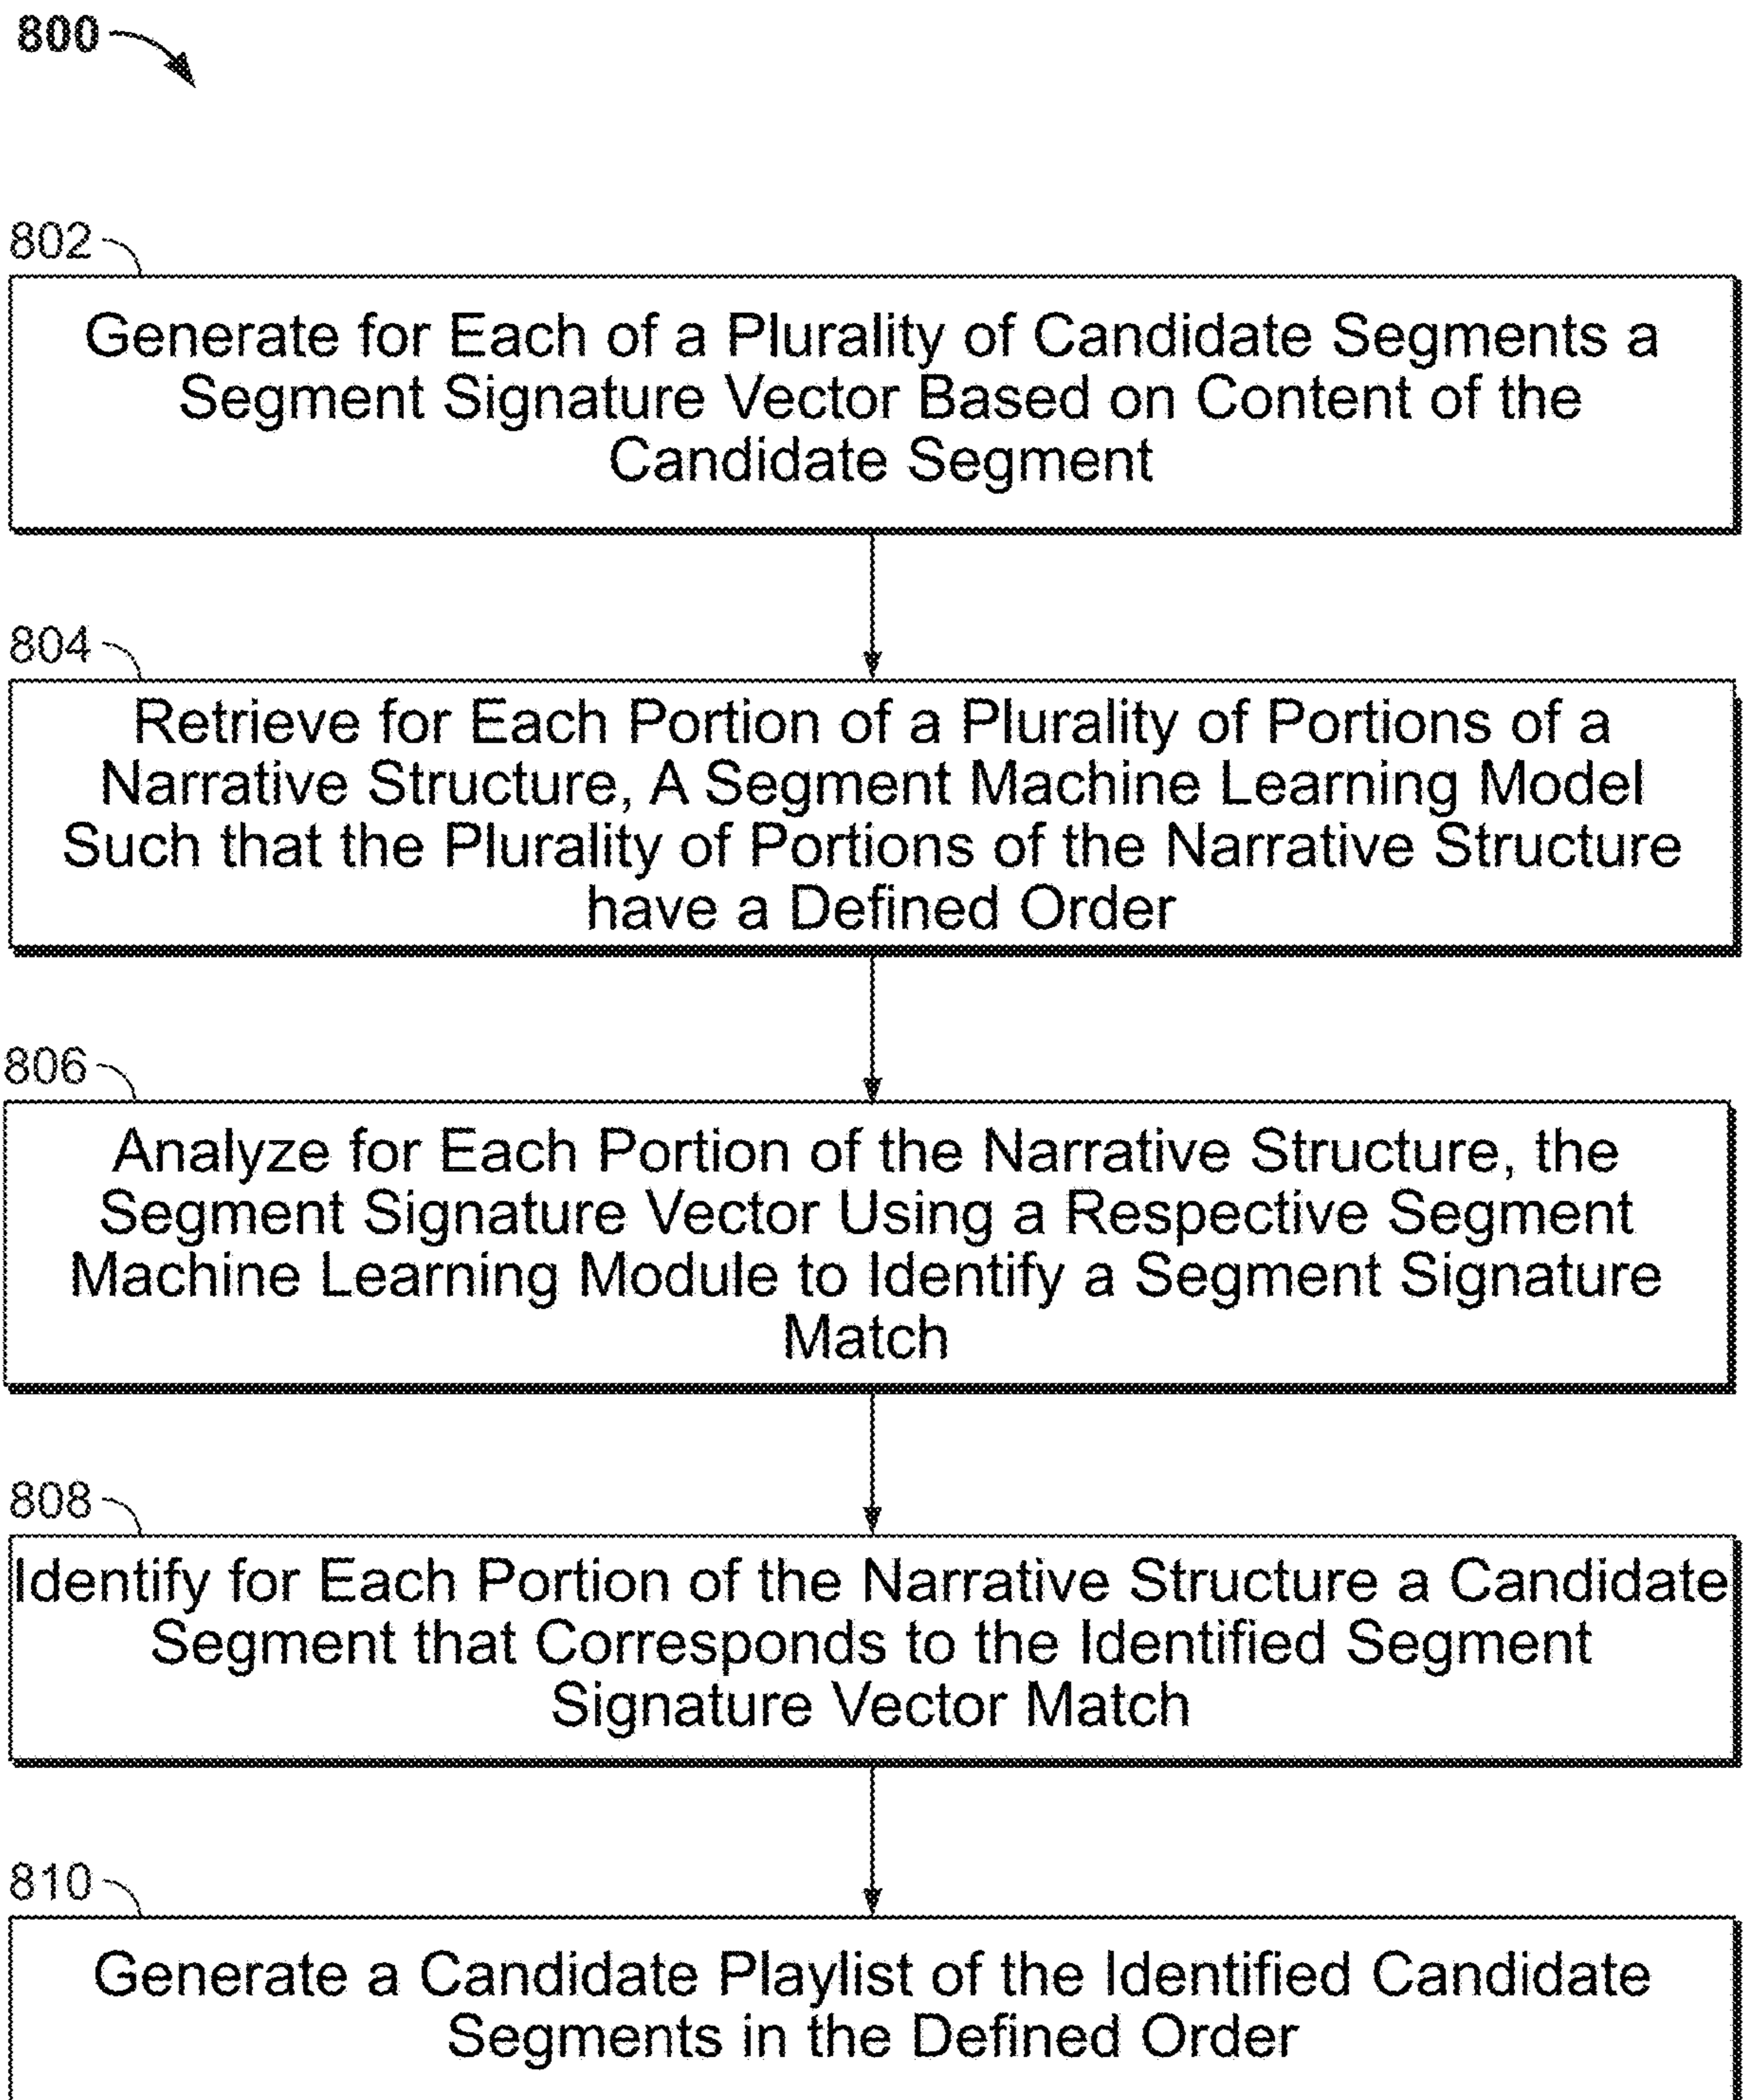 800
802
Generate for Each of a Plurality of Candidate Segments a
Segment Signature Vector Based on Content of the
Candidate Segment
804
Retrieve for Each Portion of a Plurality of Portions of a
Narrative Structure, A Segment Machine Learning Model
Such that the Plurality of Portions of the Narrative Structure
have a Defined Order
806
Analyze for Each Portion of the Narrative Structure, the
Segment Signature Vector Using a Respective Segment
Machine Learning Module to Identify a Segment Signature
Match
808
Identify for Each Portion of the Narrative Structure a Candidate
Segment that Corresponds to the Identified Segment
Signature Vector Match
810
Generate a Candidate Playlist of the Identified Candidate
Segments in the Defined Order